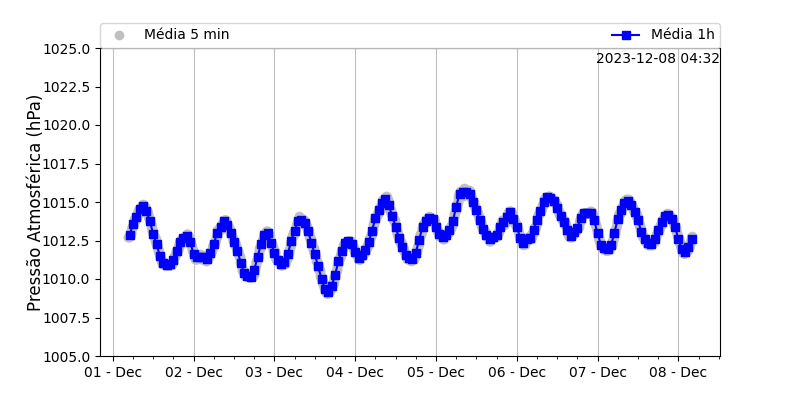 Média 5 min
Média 1h
2023-12-08 04:32
Pressão Atmosférica (hPa)
1025.0
1022.5
1020.0
1017.5
1015.0
1012.5
1010.0
1007.5
1005.0
01 - Dec
02 - Dec
03 - Dec
04 - Dec
05 - Dec
06 - Dec
07 - Dec
08 - Dec